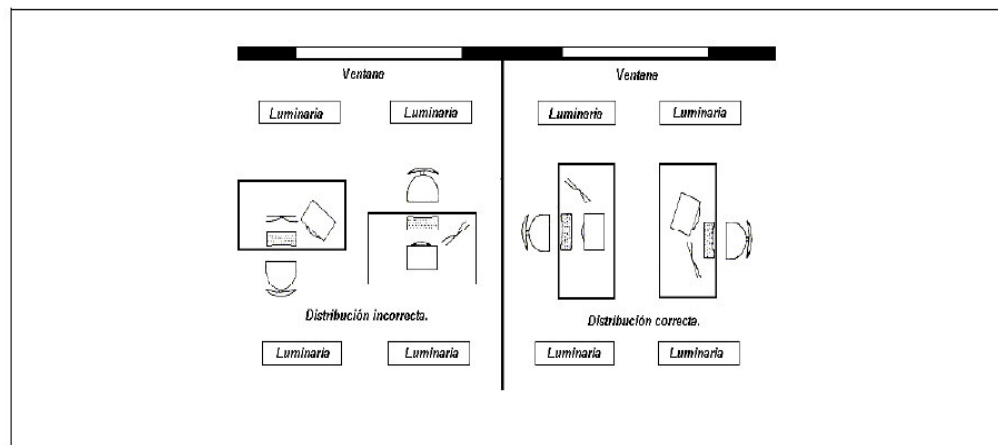 Ventana
Ventana
Luminaria
Luminaria
Luminaria
Luminaria
Distribución incorrecta.
Distribución correcta.
Luminaria
Luminaria
Luminaria
Luminaria